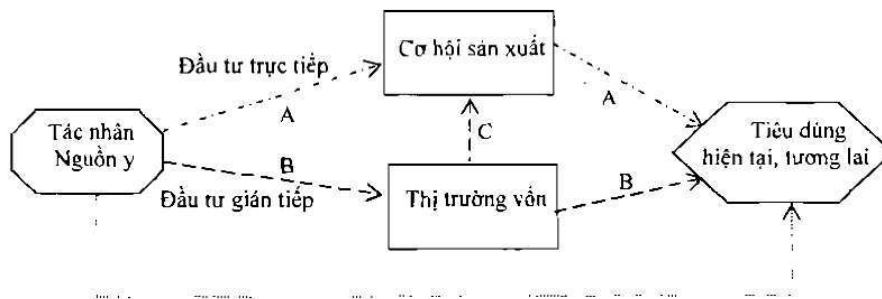 Cơ hội sản xuất
Đầu tư trực tiếp
A
A
Tác nhân
Nguồn y
C
Tiêu dùng
hiện tại, tương lai
B
Đầu tư gián tiếp
Thị trường vốn
B